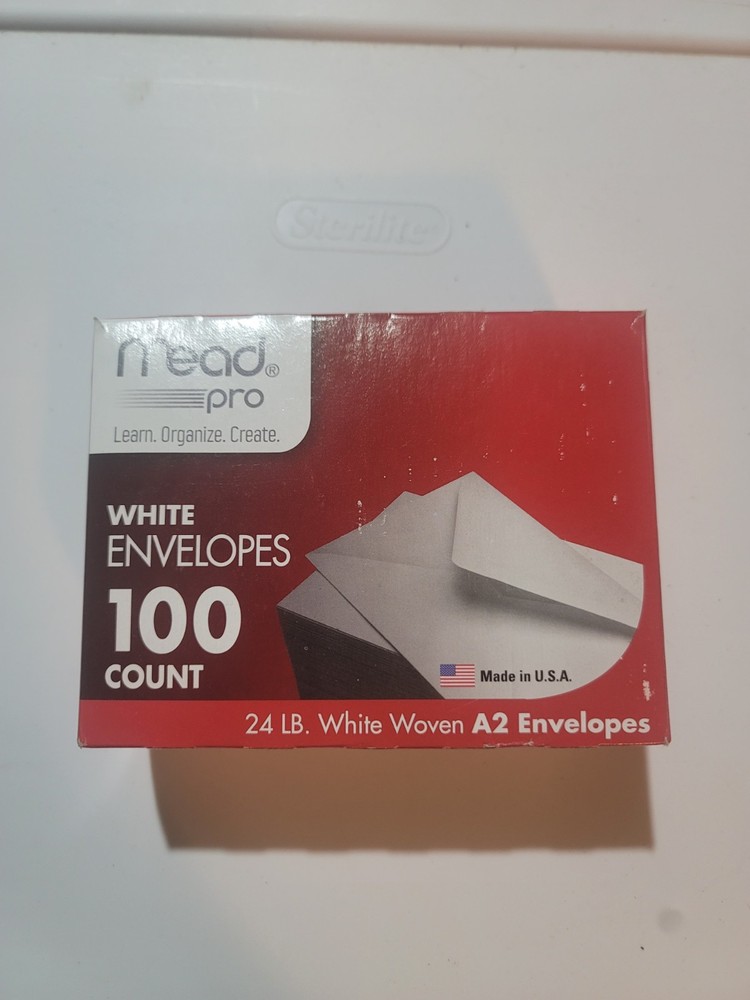 Sterilite
mead®
pro
Learn. Organize. Create.
WHITE
ENVELOPES
100
COUNT
Made in U.S.A.
24 LB. White Woven A2 Envelopes